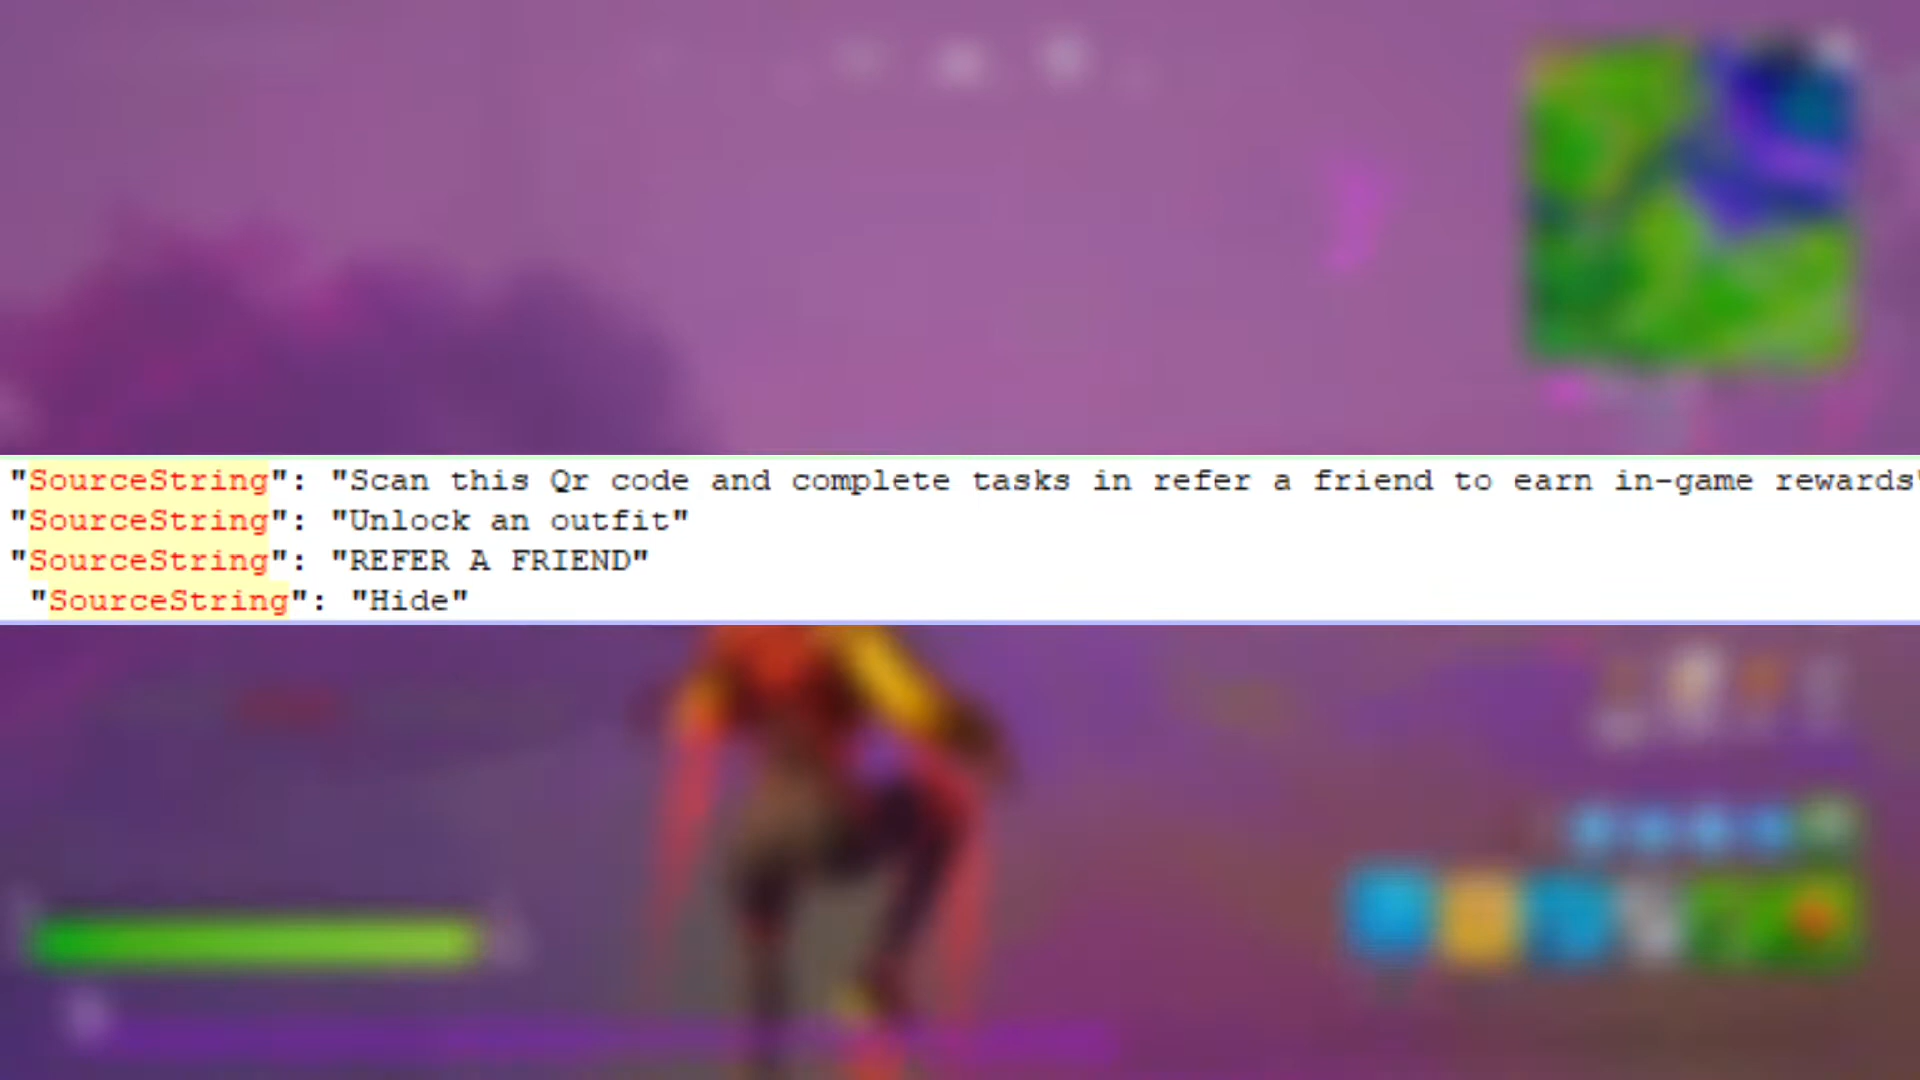 "SourceString": "Scan this Qr code and complete tasks in refer a friend to earn in-game rewards"
"SourceString": "Unlock an outfit"
"SourceString": "REFER A FRIEND"
"SourceString": "Hide"